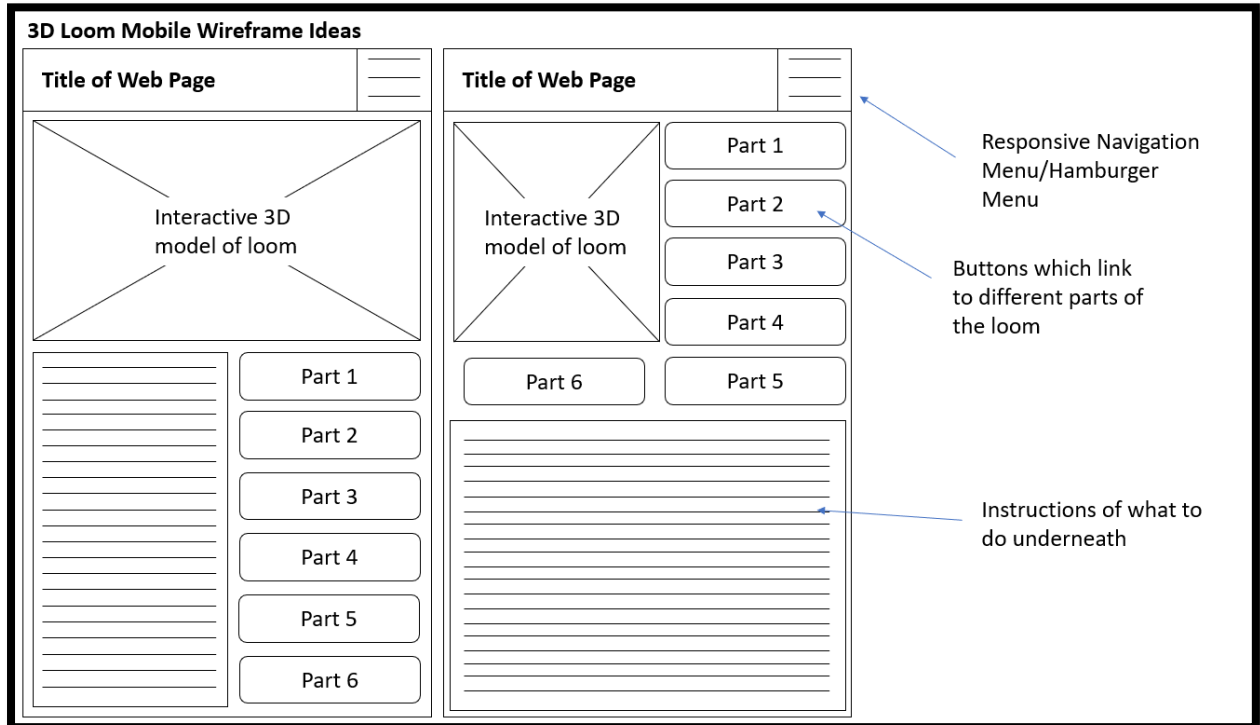 3D Loom Mobile Wireframe Ideas
Title of Web Page
Interactive 3D
model of loom
Part 1
Part 2
Part 3
Part 4
Part 5
Part 6
Title of Web Page
Interactive 3D
model of loom
Part 1
Part 2
Part 3
Part 4
Part 6
Part 5
Responsive Navigation
Menu/Hamburger
Menu
Buttons which link
to different parts of
the loom
Instructions of what to
do underneath